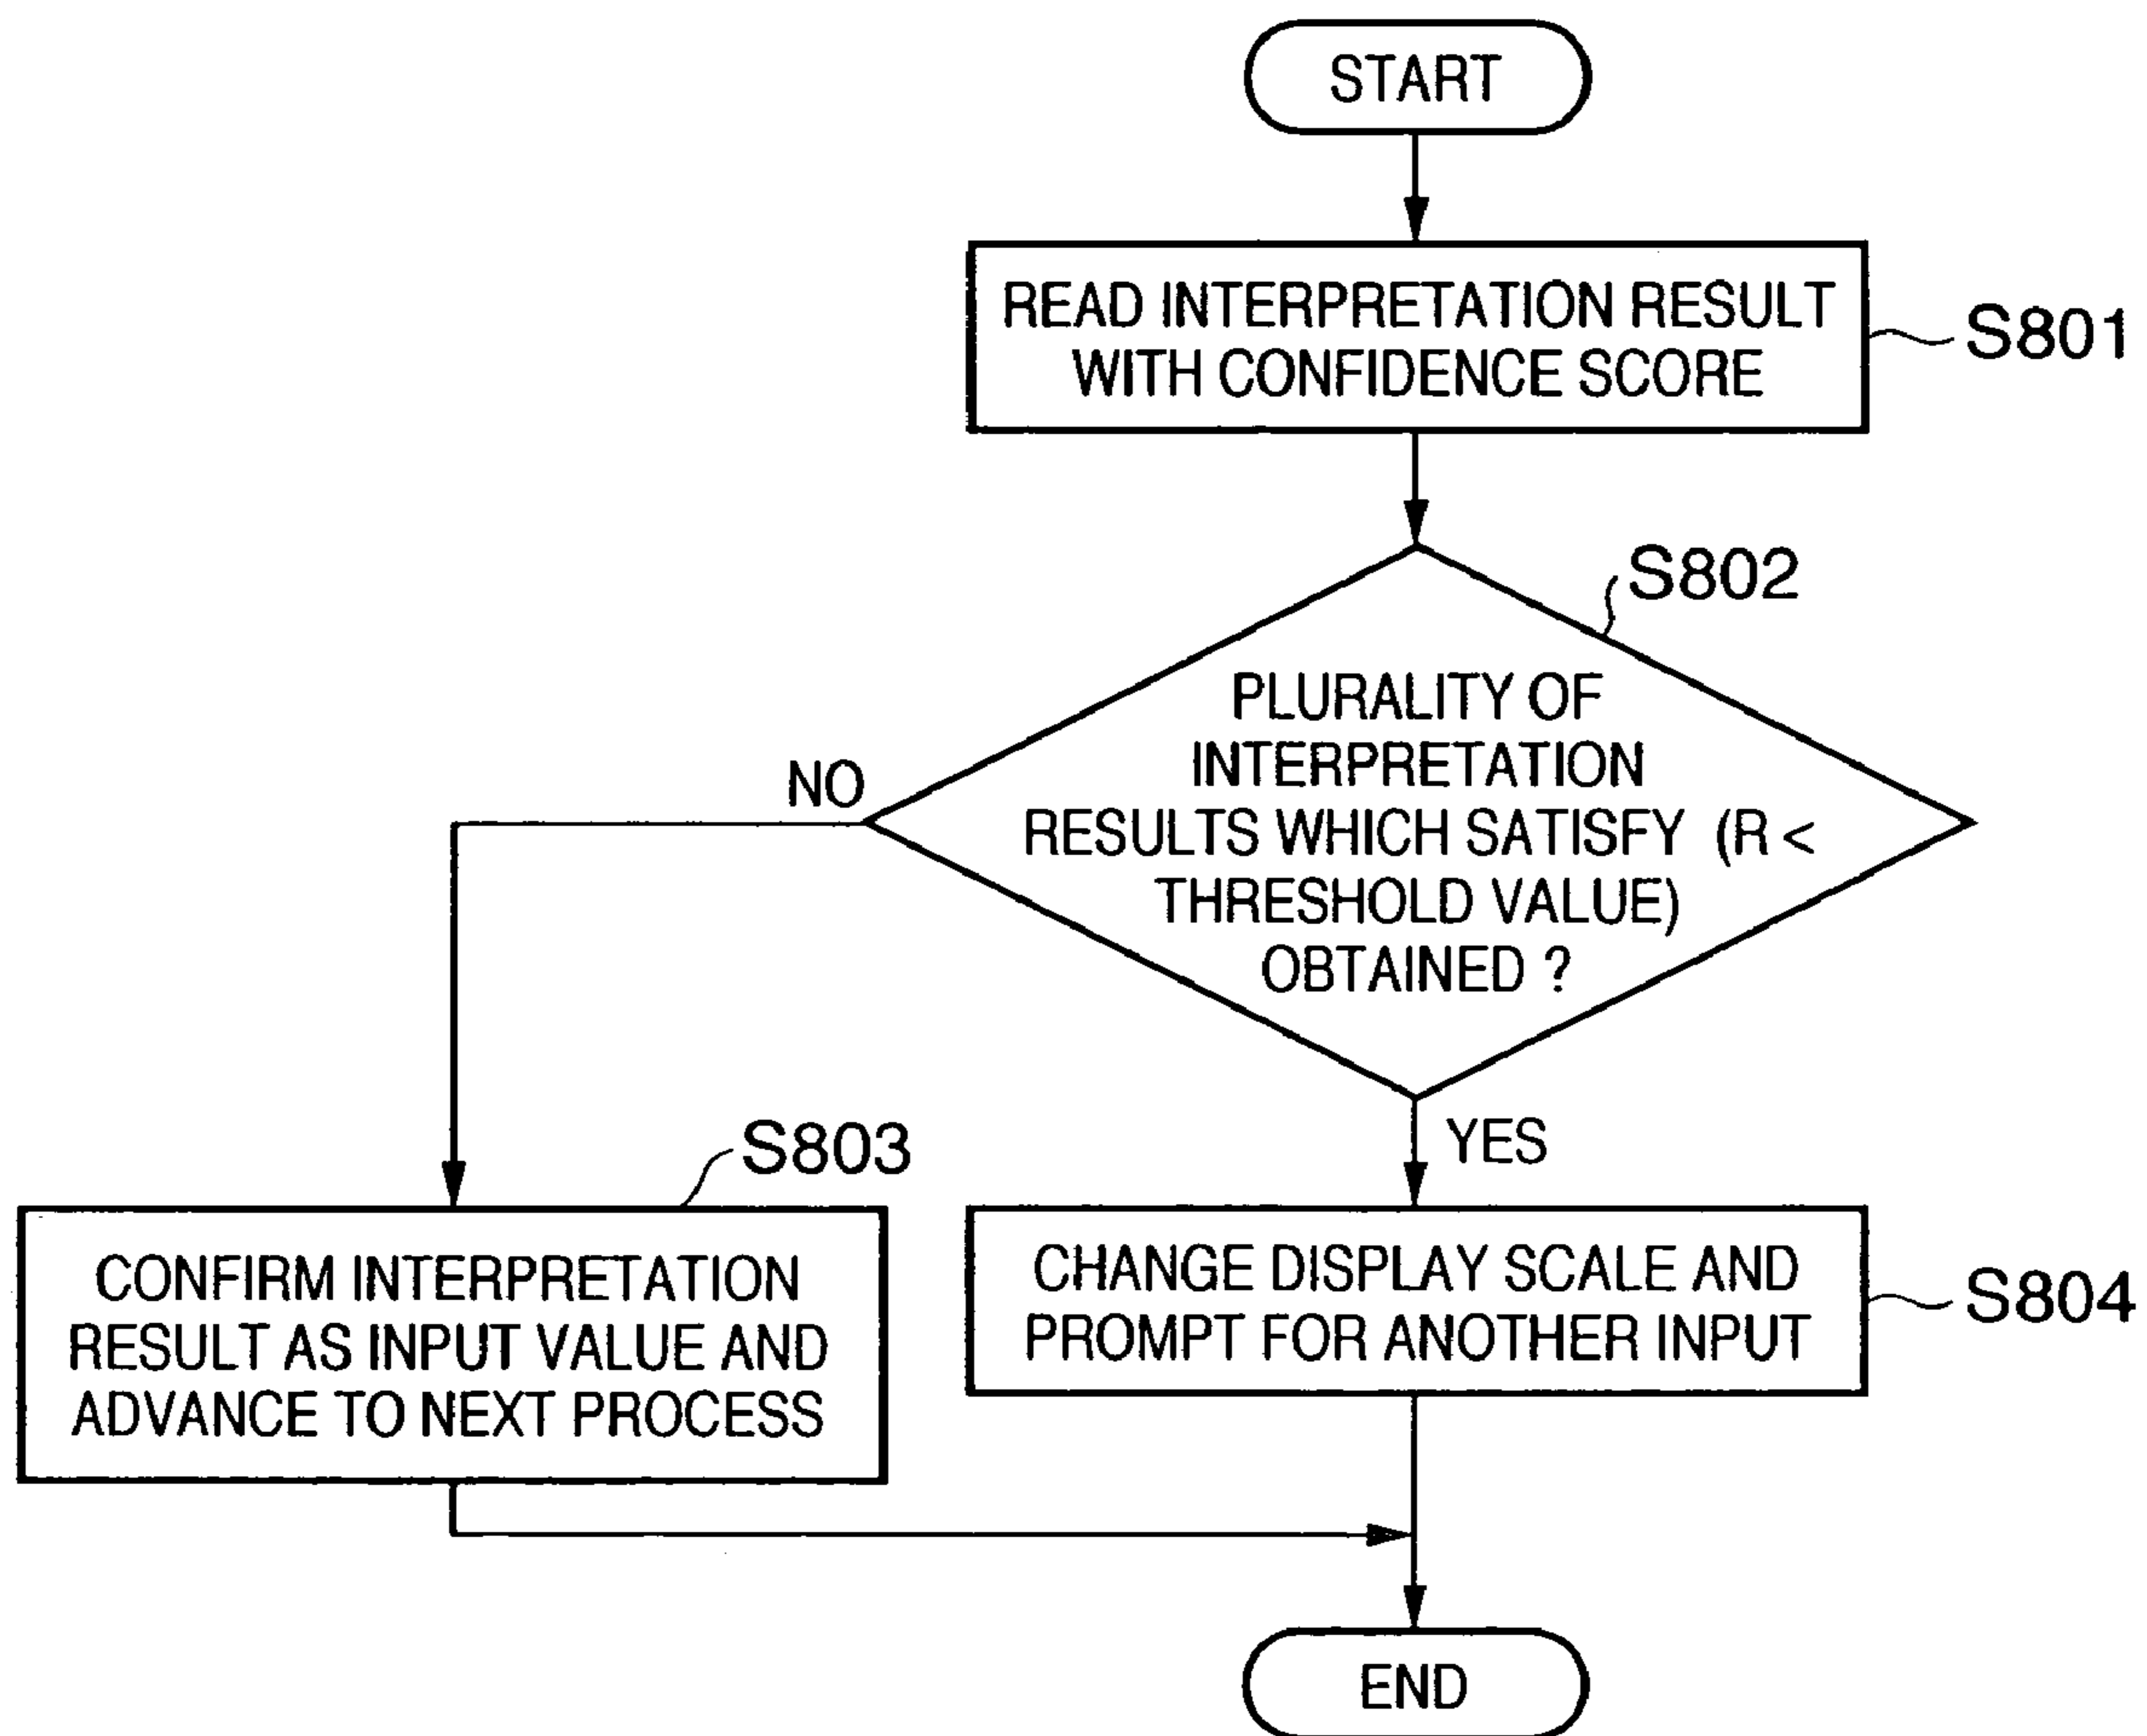 START
READ INTERPRETATION RESULT
WITH CONFIDENCE SCORE
S801
S802
PLURALITY OF
INTERPRETATION
RESULTS WHICH SATISFY (R <
THRESHOLD VALUE)
OBTAINED ?
NO
YES
S803
CONFIRM INTERPRETATION
RESULT AS INPUT VALUE AND
ADVANCE TO NEXT PROCESS
CHANGE DISPLAY SCALE AND
PROMPT FOR ANOTHER INPUT
S804
END